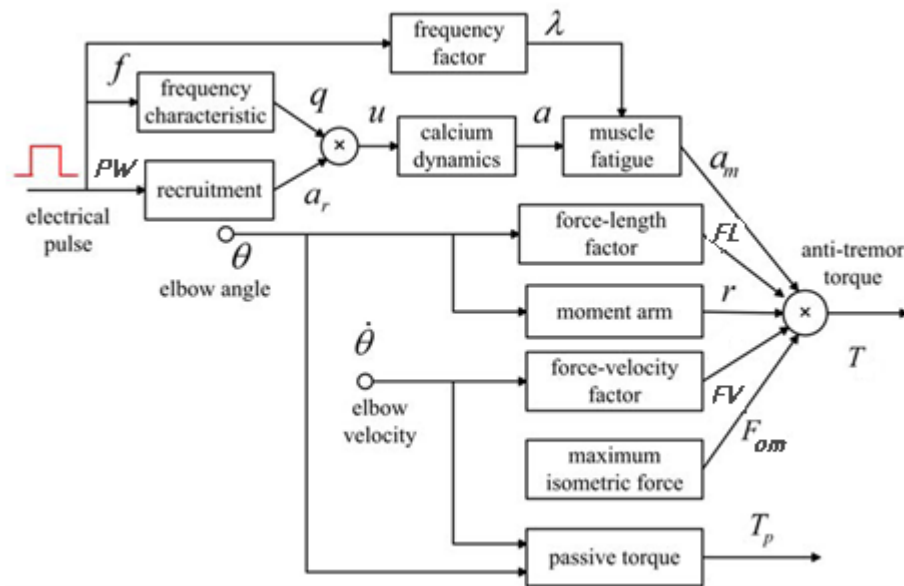 frequency
factor
λ
f
frequency
characteristic
q
×
u
calcium
dynamics
a
muscle
fatigue
a_m
PW
recruitment
a_r
electrical
pulse
θ
elbow angle
force-length
factor
FL
anti-tremor
torque
moment arm
r
×
T
θ̇
elbow
velocity
force-velocity
factor
FV
maximum
isometric force
F_om
passive torque
T_p